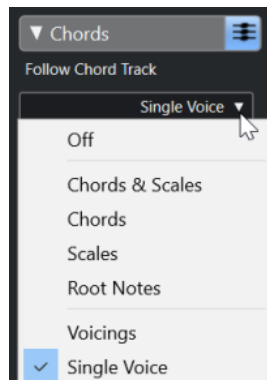 Chords
Follow Chord Track
Single Voice
Off
Chords & Scales
Chords
Scales
Root Notes
Voicings
Single Voice